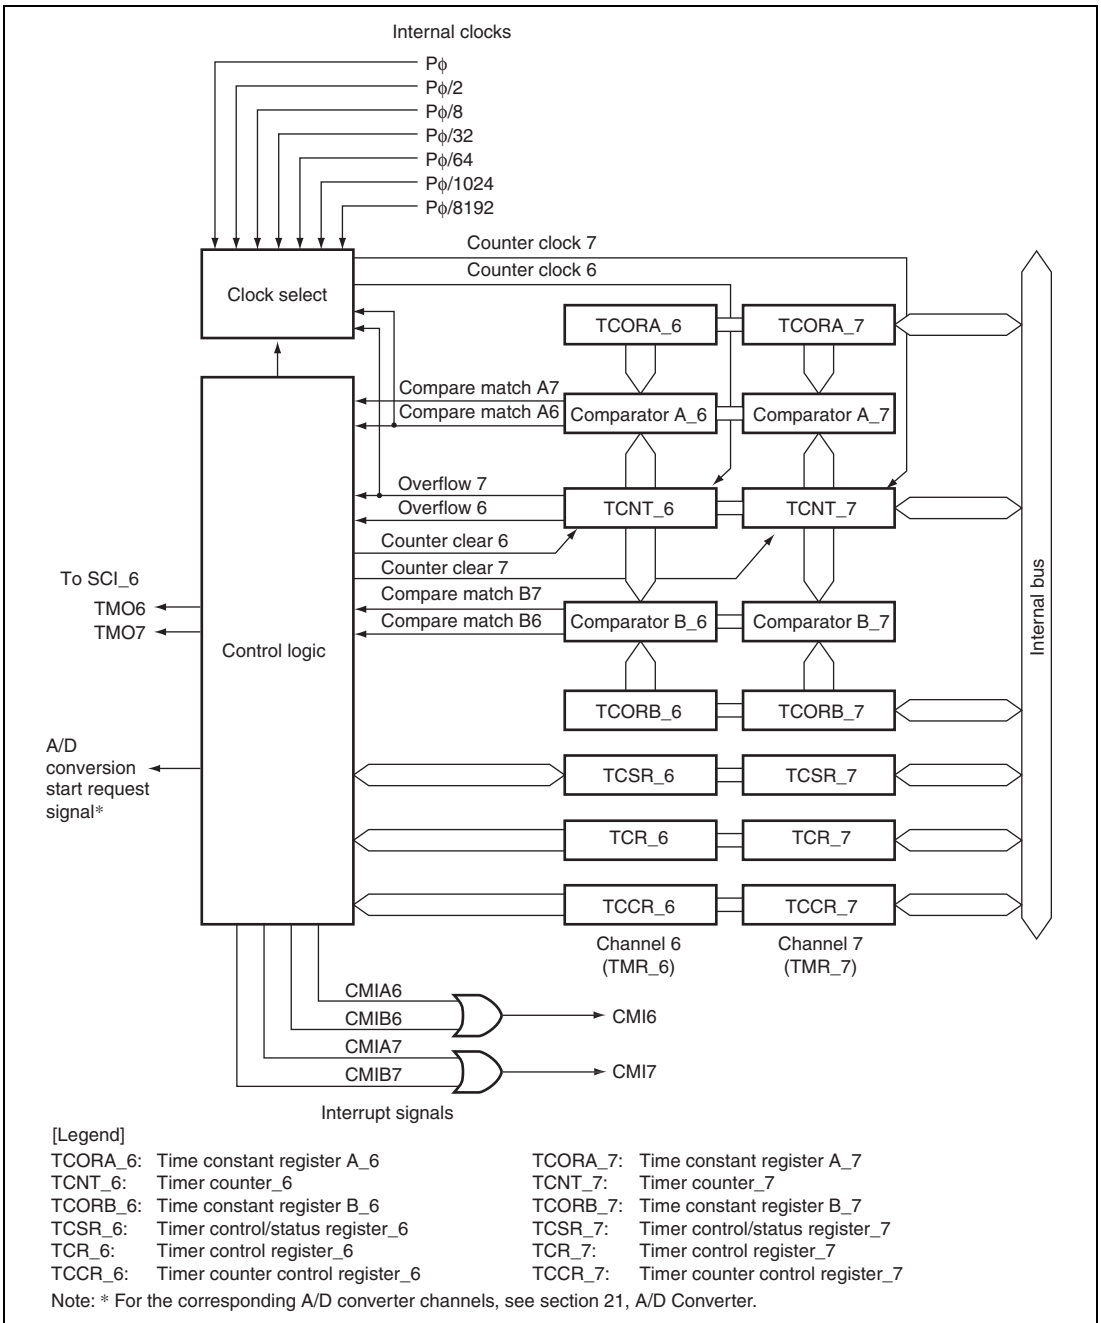 Internal clocks
Pϕ
Pϕ/2
Pϕ/8
Pϕ/32
Pϕ/64
Pϕ/1024
Pϕ/8192
Counter clock 7
Counter clock 6
Clock select
TCORA_6
TCORA_7
Compare match A7
Compare match A6
Comparator A_6
Comparator A_7
Overflow 7
Overflow 6
TCNT_6
TCNT_7
Counter clear 6
Counter clear 7
To SCI_6
TMO6
TMO7
Compare match B7
Compare match B6
Comparator B_6
Comparator B_7
Control logic
Internal bus
TCORB_6
TCORB_7
A/D
conversion
start request
signal*
TCSR_6
TCSR_7
TCR_6
TCR_7
TCCR_6
TCCR_7
Channel 6
(TMR_6)
Channel 7
(TMR_7)
CMIA6
CMIB6
CMI6
CMIA7
CMIB7
CMI7
Interrupt signals
[Legend]
TCORA_6: Time constant register A_6
TCNT_6: Timer counter_6
TCORB_6: Time constant register B_6
TCSR_6: Timer control/status register_6
TCR_6: Timer control register_6
TCCR_6: Timer counter control register_6
TCORA_7: Time constant register A_7
TCNT_7: Timer counter_7
TCORB_7: Time constant register B_7
TCSR_7: Timer control/status register_7
TCR_7: Timer control register_7
TCCR_7: Timer counter control register_7
Note: * For the corresponding A/D converter channels, see section 21, A/D Converter.